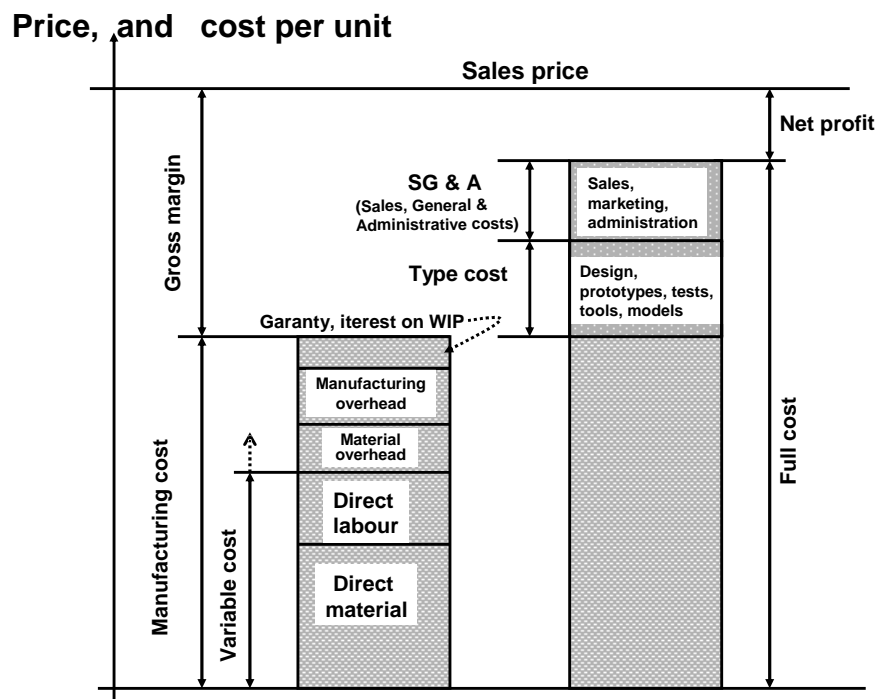 Price, and cost per unit
Sales price
Net profit
Gross margin
SG & A
(Sales, General &
Administrative costs)
Sales,
marketing,
administration
Type cost
Design,
prototypes, tests,
tools, models
Garanty, iterest on WIP
Manufacturing
overhead
Material
overhead
Direct
labour
Direct
material
Manufacturing cost
Variable cost
Full cost